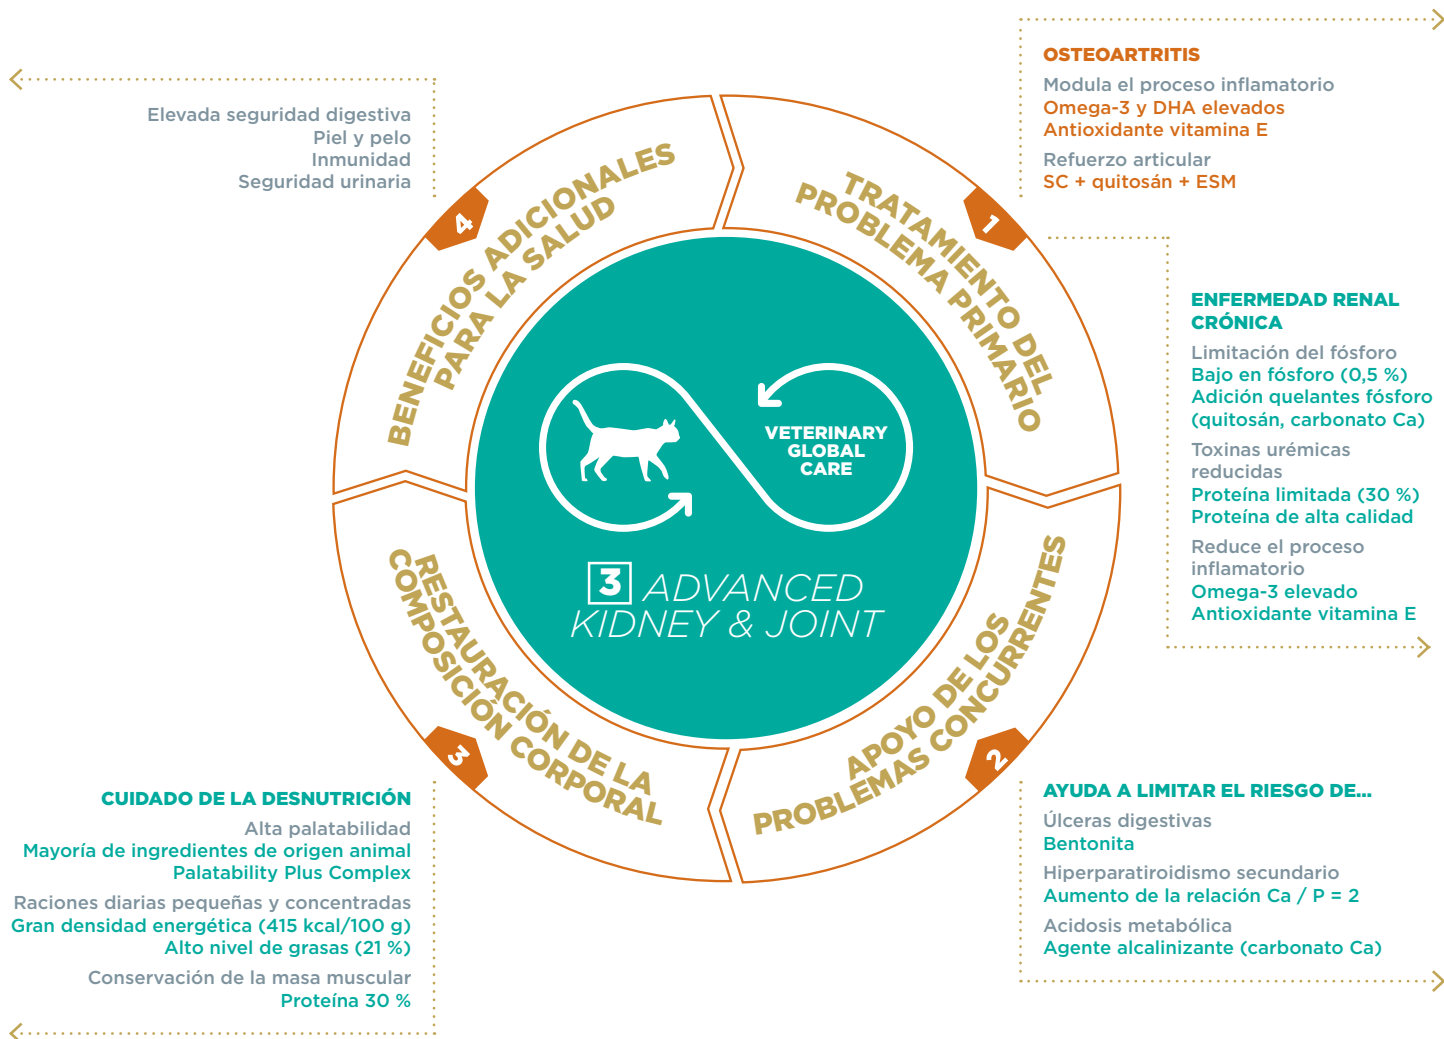 OSTEOARTRITIS
Modula el proceso inflamatorio
Omega-3 y DHA elevados
Antioxidante vitamina E
Refuerzo articular
SC + quitosán + ESM
Elevada seguridad digestiva
Piel y pelo
Inmunidad
Seguridad urinaria
4
BENEFICIOS ADICIONALES
PARA LA SALUD
1
TRATAMIENTO DEL
PROBLEMA PRIMARIO
ENFERMEDAD RENAL
CRÓNICA
Limitación del fósforo
Bajo en fósforo (0,5 %)
Adición quelantes fósforo
(quitosán, carbonato Ca)
Toxinas urémicas
reducidas
Proteína limitada (30 %)
Proteína de alta calidad
Reduce el proceso
inflamatorio
Omega-3 elevado
Antioxidante vitamina E
VETERINARY
GLOBAL
CARE
3 ADVANCED
KIDNEY & JOINT
3
RESTAURACIÓN DE LA
COMPOSICIÓN CORPORAL
2
APOYO DE LOS
PROBLEMAS CONCURRENTES
CUIDADO DE LA DESNUTRICIÓN
Alta palatabilidad
Mayoría de ingredientes de origen animal
Palatability Plus Complex
Raciones diarias pequeñas y concentradas
Gran densidad energética (415 kcal/100 g)
Alto nivel de grasas (21 %)
Conservación de la masa muscular
Proteína 30 %
AYUDA A LIMITAR EL RIESGO DE...
Úlceras digestivas
Bentonita
Hiperparatiroidismo secundario
Aumento de la relación Ca / P = 2
Acidosis metabólica
Agente alcalinizante (carbonato Ca)